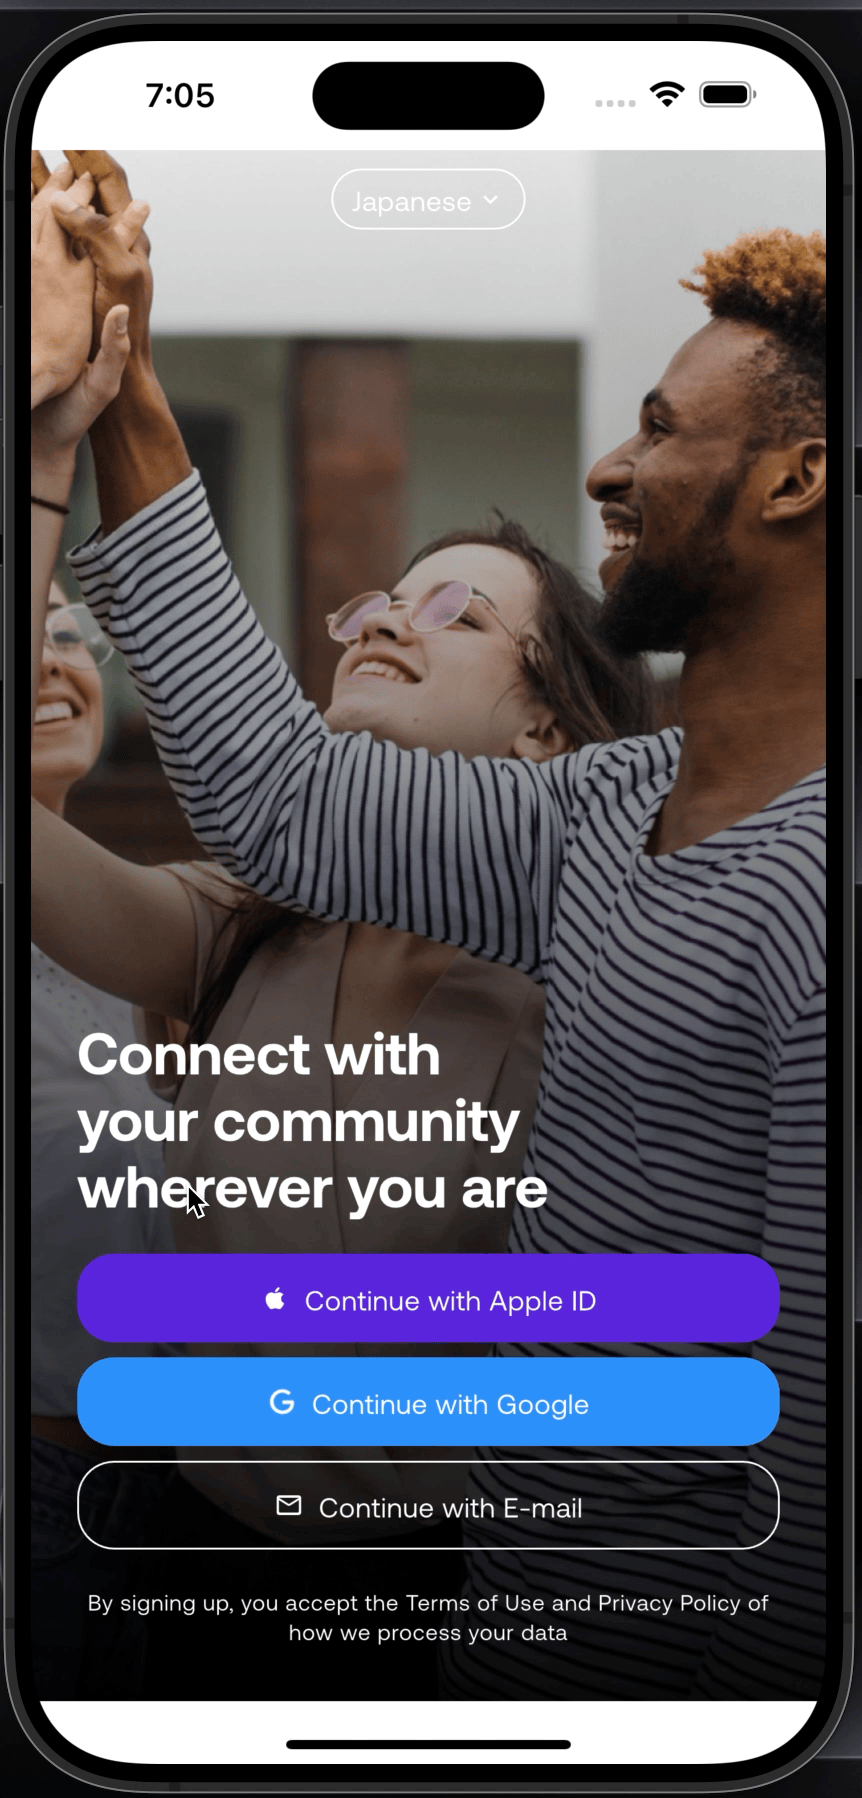 7:05
Japanese
Connect with
your community
wherever you are
Continue with Apple ID
Continue with Google
Continue with E-mail
By signing up, you accept the Terms of Use and Privacy Policy of
how we process your data